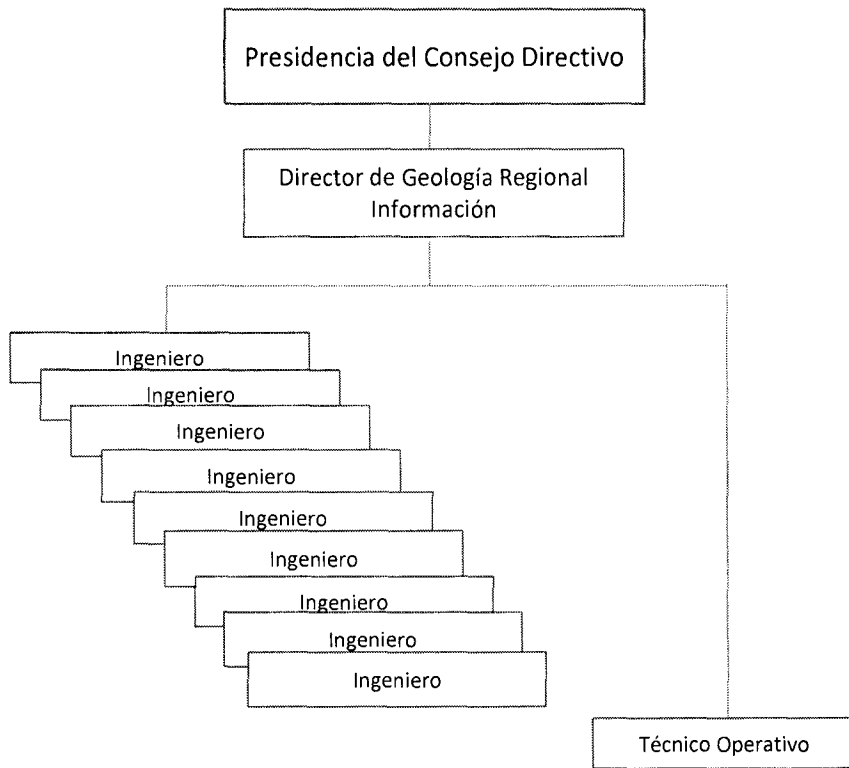 Presidencia del Consejo Directivo
Director de Geología Regional
Información
Ingeniero
Ingeniero
Ingeniero
Ingeniero
Ingeniero
Ingeniero
Ingeniero
Ingeniero
Ingeniero
Técnico Operativo